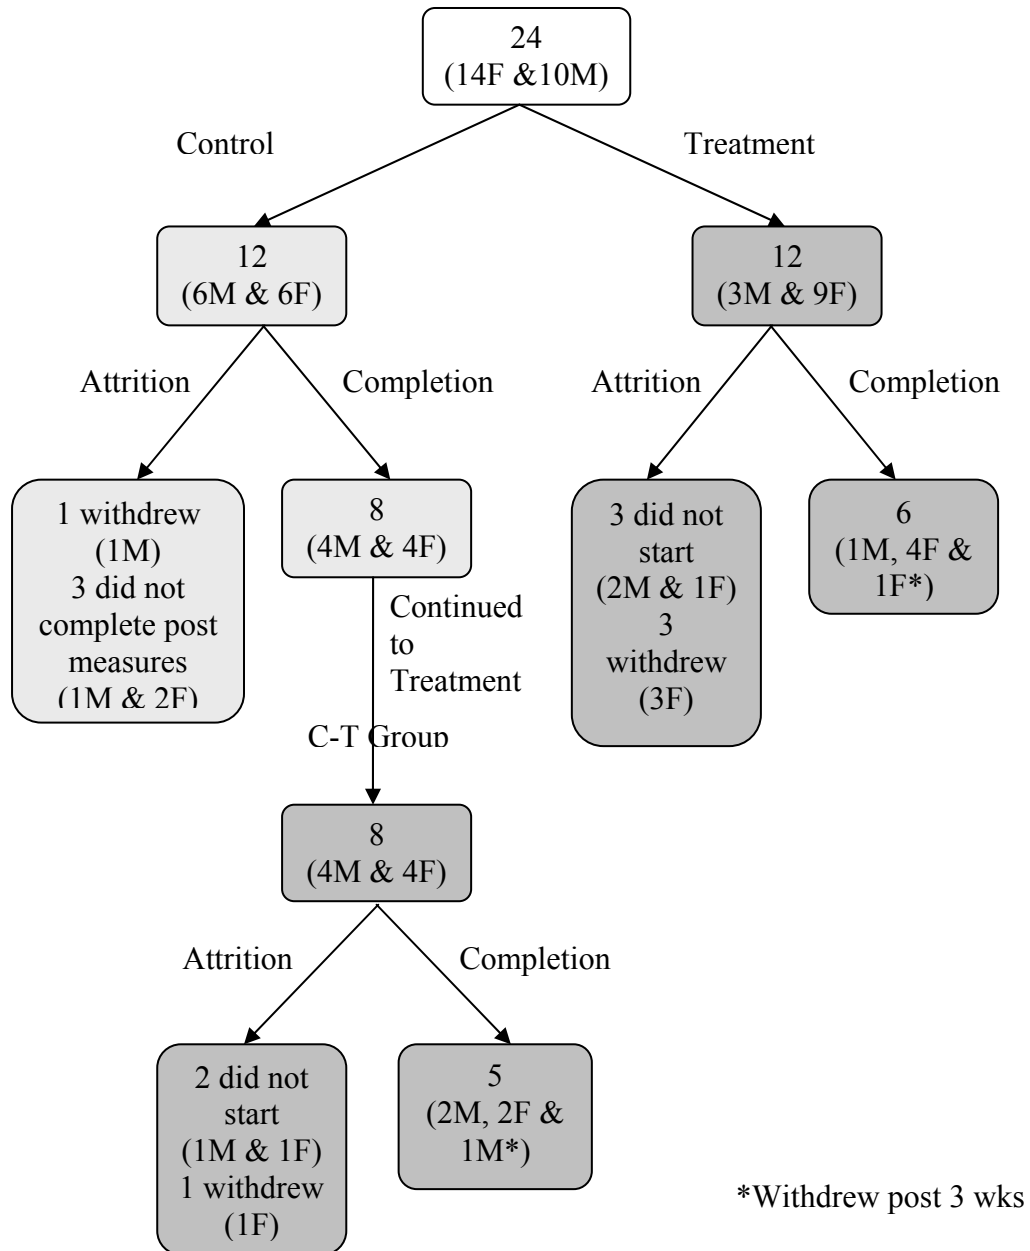 24
(14F &10M)
Control
Treatment
12
(6M & 6F)
12
(3M & 9F)
Attrition
Completion
Attrition
Completion
1 withdrew
(1M)
3 did not
complete post
measures
(1M & 2F)
8
(4M & 4F)
3 did not
start
(2M & 1F)
3
withdrew
(3F)
6
(1M, 4F &
1F*)
Continued
to
Treatment
C-T Group
8
(4M & 4F)
Attrition
Completion
2 did not
start
(1M & 1F)
1 withdrew
(1F)
5
(2M, 2F &
1M*)
*Withdrew post 3 wks